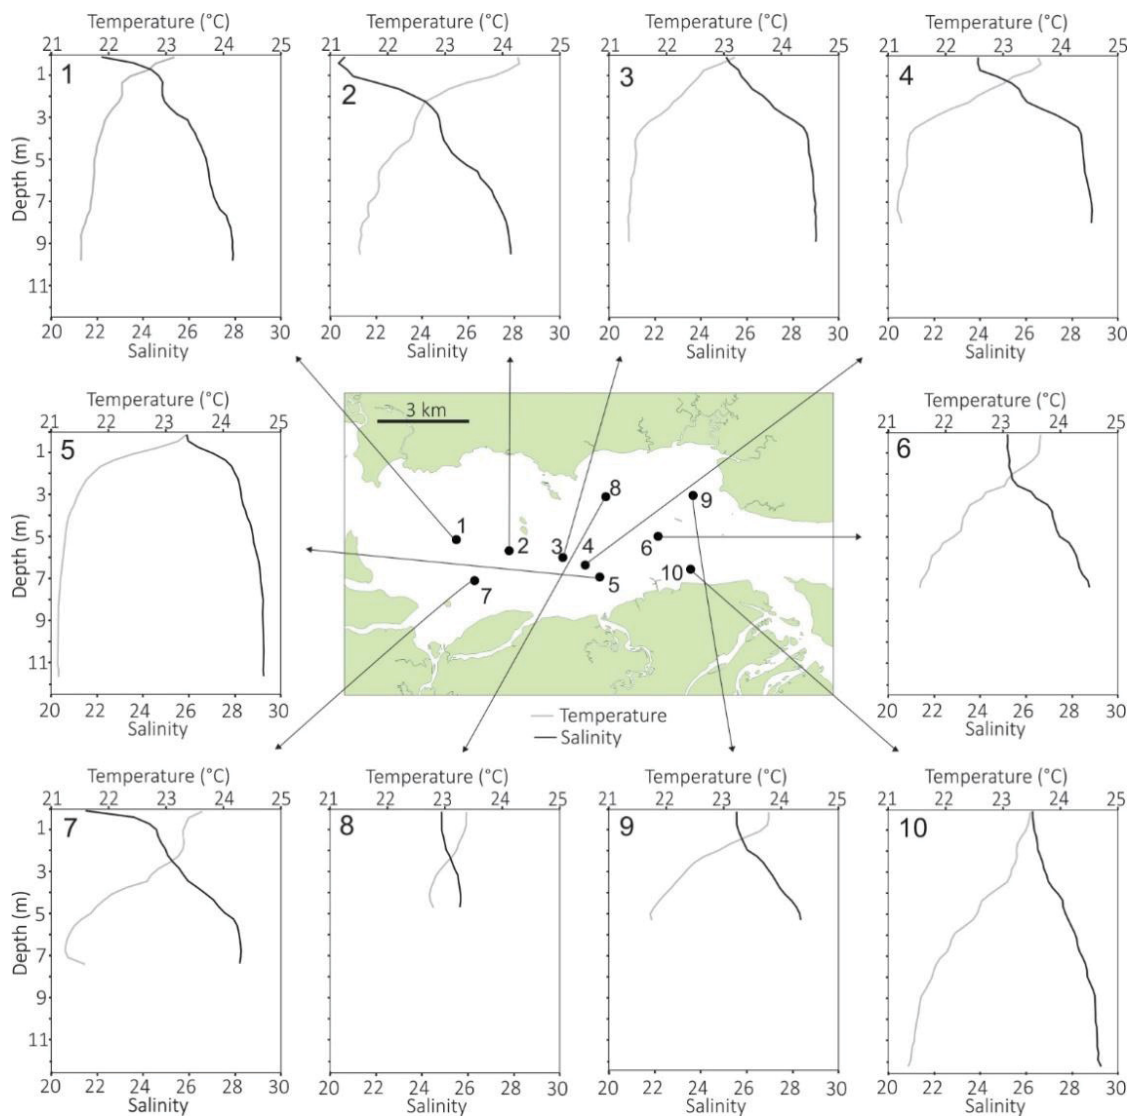 Temperature (°C) Temperature (°C) Temperature (°C) Temperature (°C)
21 22 23 24 25 21 22 23 24 25 21 22 23 24 25 21 22 23 24 25
1 1 2 3 4
3
5
7
9
11
Depth (m)
20 22 24 26 28 30 20 22 24 26 28 30 20 22 24 26 28 30 20 22 24 26 28 30
Salinity Salinity Salinity Salinity
Temperature (°C) 3 km Temperature (°C)
21 22 23 24 25 21 22 23 24 25
1 5 6
3
5
7
9
11
Depth (m)
1 2 3 4 5 6 7 8 9 10
20 22 24 26 28 30 20 22 24 26 28 30
Salinity Salinity
Temperature
Salinity
Temperature (°C) Temperature (°C) Temperature (°C) Temperature (°C)
21 22 23 24 25 21 22 23 24 25 21 22 23 24 25 21 22 23 24 25
1 7 8 9 10
3
5
7
9
11
Depth (m)
20 22 24 26 28 30 20 22 24 26 28 30 20 22 24 26 28 30 20 22 24 26 28 30
Salinity Salinity Salinity Salinity